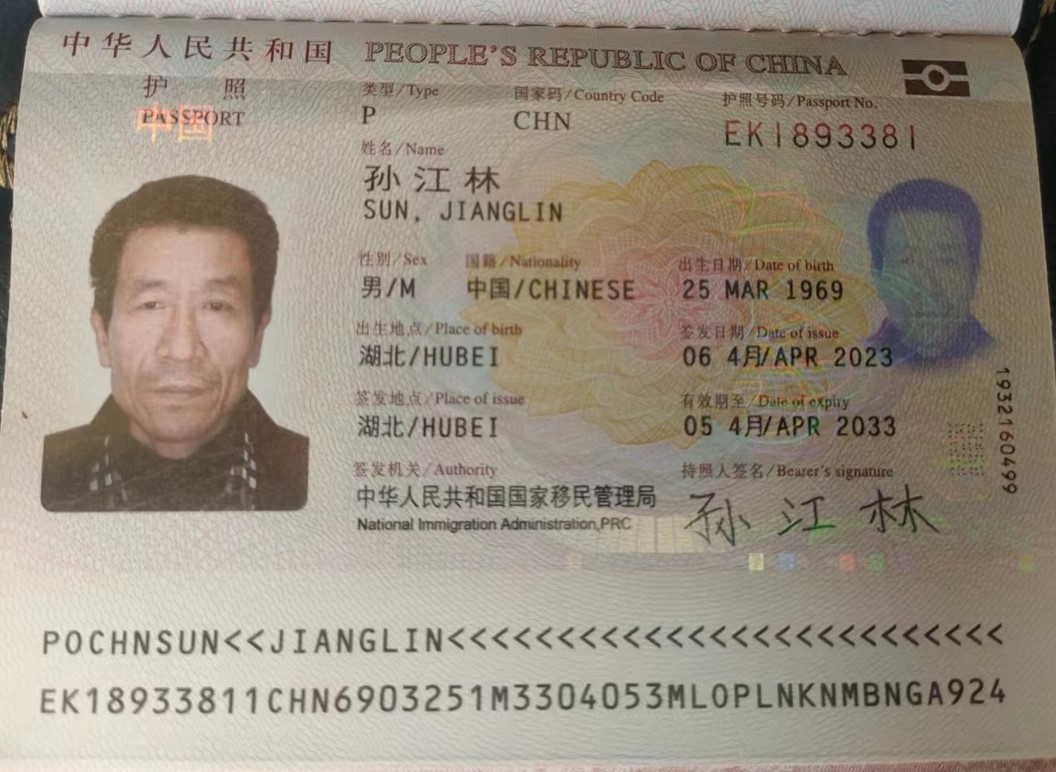 中华人民共和国 PEOPLE'S REPUBLIC OF CHINA
护 照
PASSPORT
中国
类型/Type
国家码/Country Code
护照号码/Passport No.
P
CHN
EK1893381
姓名/Name
孙江林
SUN, JIANGLIN
性别/Sex
国籍/Nationality
出生日期/Date of birth
男/M
中国/CHINESE
25 MAR 1969
出生地点/Place of birth
签发日期/Date of issue
湖北/HUBEI
06 4月/APR 2023
签发地点/Place of issue
有效期至/Date of expiry
湖北/HUBEI
05 4月/APR 2033
签发机关/Authority
持照人签名/Bearer's signature
中华人民共和国国家移民管理局
National Immigration Administration,PRC
孙江林
1932160499
POCHNSUN<<JIANGLIN<<<<<<<<<<<<<<<<<<<<<<<<<<
EK18933811CHN6903251M3304053MLOPLNKNMBNGA924